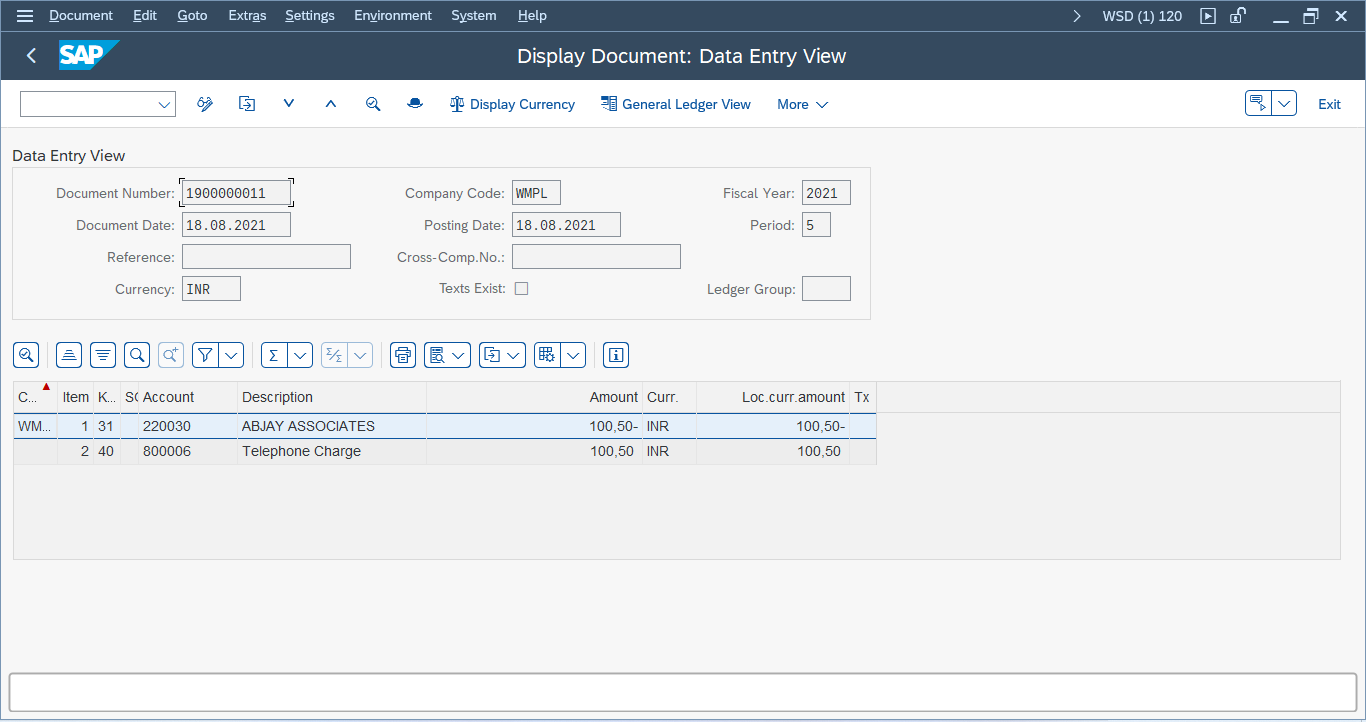 Document Edit Goto Extras Settings Environment System Help WSD (1) 120
SAP Display Document: Data Entry View
Display Currency General Ledger View More Exit
Data Entry View
Document Number: 1900000011 Company Code: WMPL Fiscal Year: 2021
Document Date: 18.08.2021 Posting Date: 18.08.2021 Period: 5
Reference: Cross-Comp.No.:
Currency: INR Texts Exist: Ledger Group:
C... Item K... SG Account Description Amount Curr. Loc.curr.amount Tx
WM... 1 31 220030 ABJAY ASSOCIATES 100,50- INR 100,50-
2 40 800006 Telephone Charge 100,50 INR 100,50